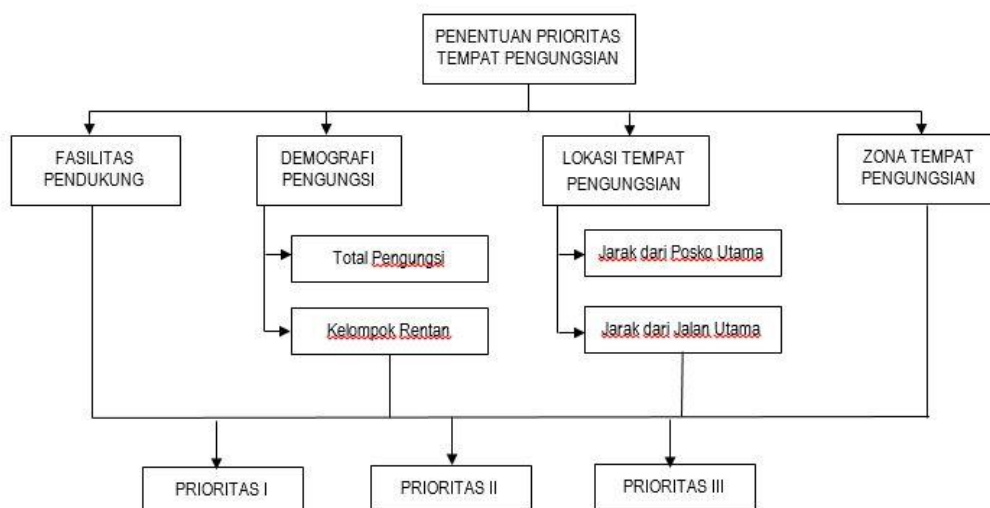 PENENTUAN PRIORITAS
TEMPAT PENGUNGSIAN
FASILITAS
PENDUKUNG
DEMOGRAFI
PENGUNGSI
LOKASI TEMPAT
PENGUNGSIAN
ZONA TEMPAT
PENGUNGSIAN
Total Pengungsi
Kelompok Rentan
Jarak dari Posko Utama
Jarak dari Jalan Utama
PRIORITAS I
PRIORITAS II
PRIORITAS III